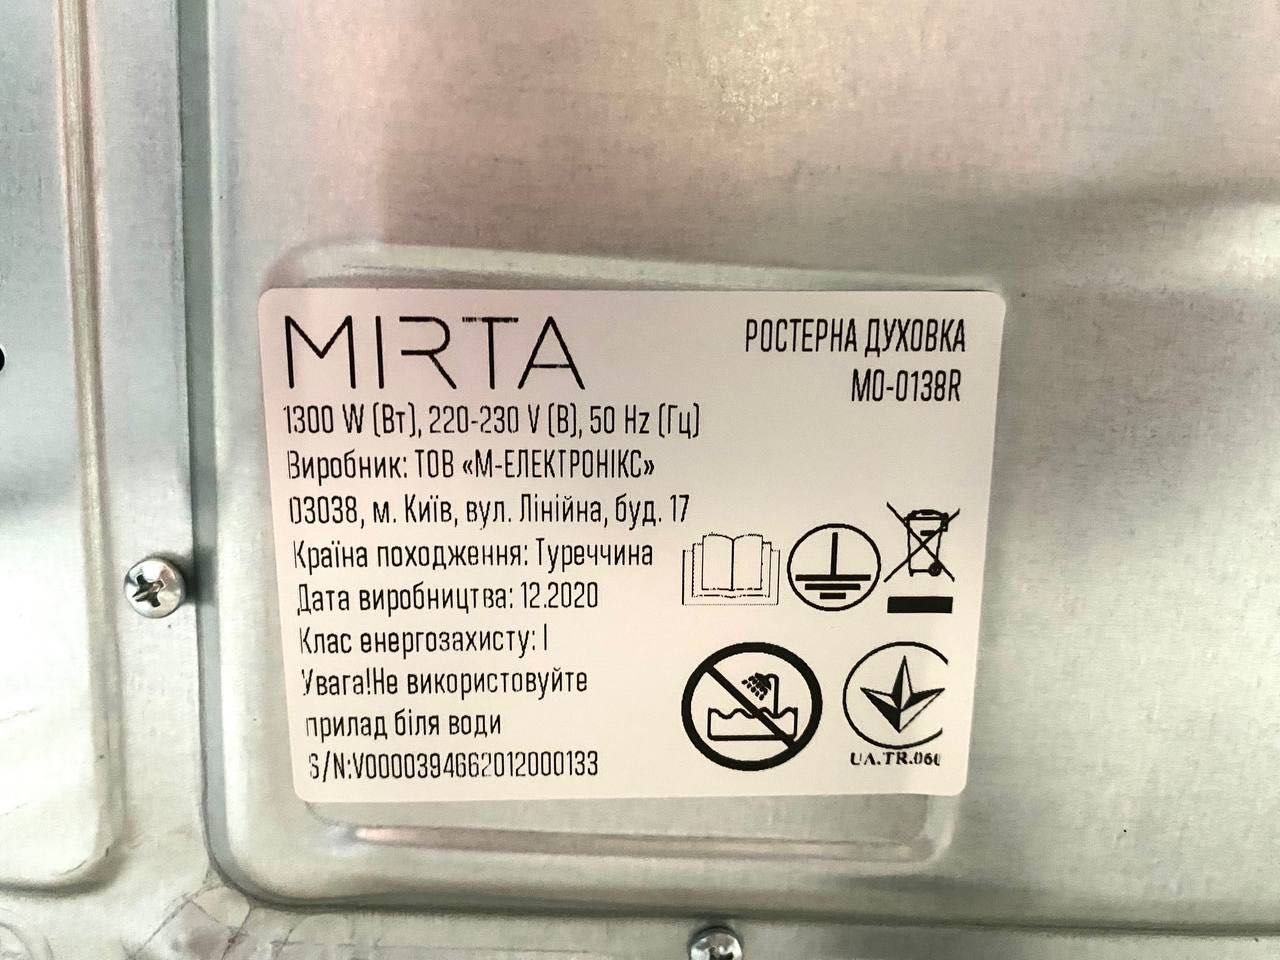 MIRTA
РОСТЕРНА ДУХОВКА
MO-0138R
1300 W (Вт), 220-230 V (В), 50 Hz (Гц)
Виробник: ТОВ «М-ЕЛЕКТРОНІКС»
03038, м. Київ, вул. Лінійна, буд. 17
Країна походження: Туреччина
Дата виробництва: 12.2020
Клас енергозахисту: I
Увага!Не використовуйте
прилад біля води
S/N:V0000394662012000133
UA.TR.060